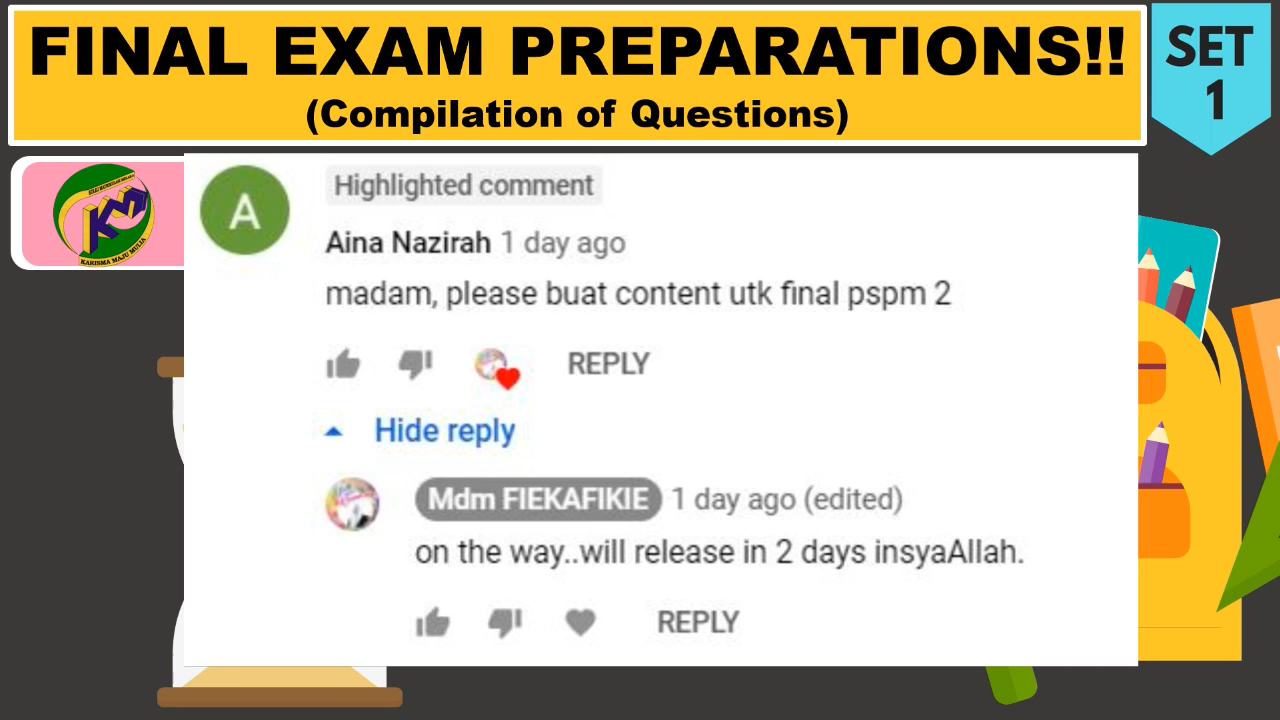 FINAL EXAM PREPARATIONS!!
(Compilation of Questions)
SET
1
KMM
KARISMA MAJU MULIA
A
Highlighted comment
Aina Nazirah 1 day ago
madam, please buat content utk final pspm 2
REPLY
Hide reply
Mdm FIEKAFIKIE 1 day ago (edited)
on the way..will release in 2 days insyaAllah.
REPLY